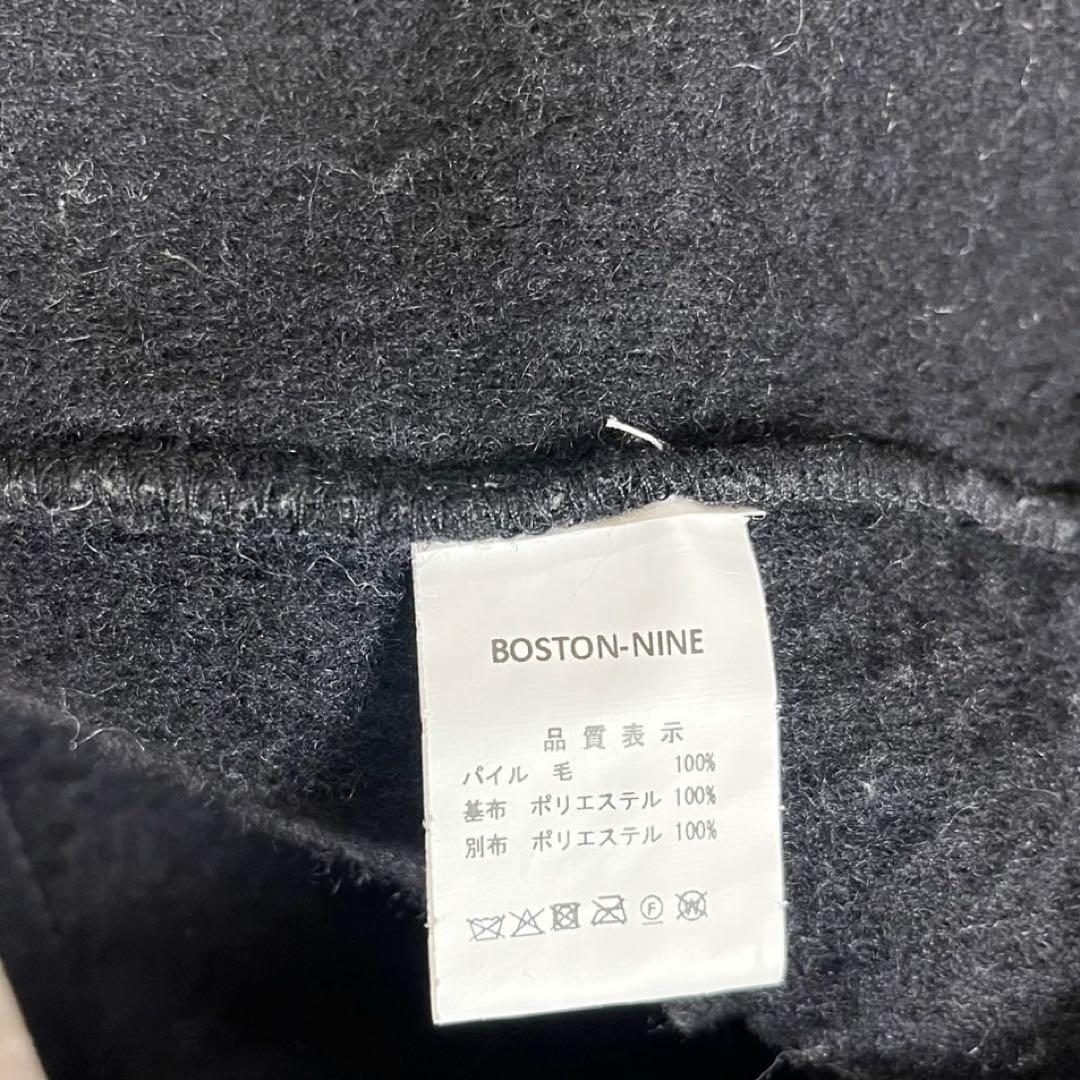 BOSTON-NINE
品質表示
パイル 毛 100%
基布 ポリエステル 100%
別布 ポリエステル 100%
F W